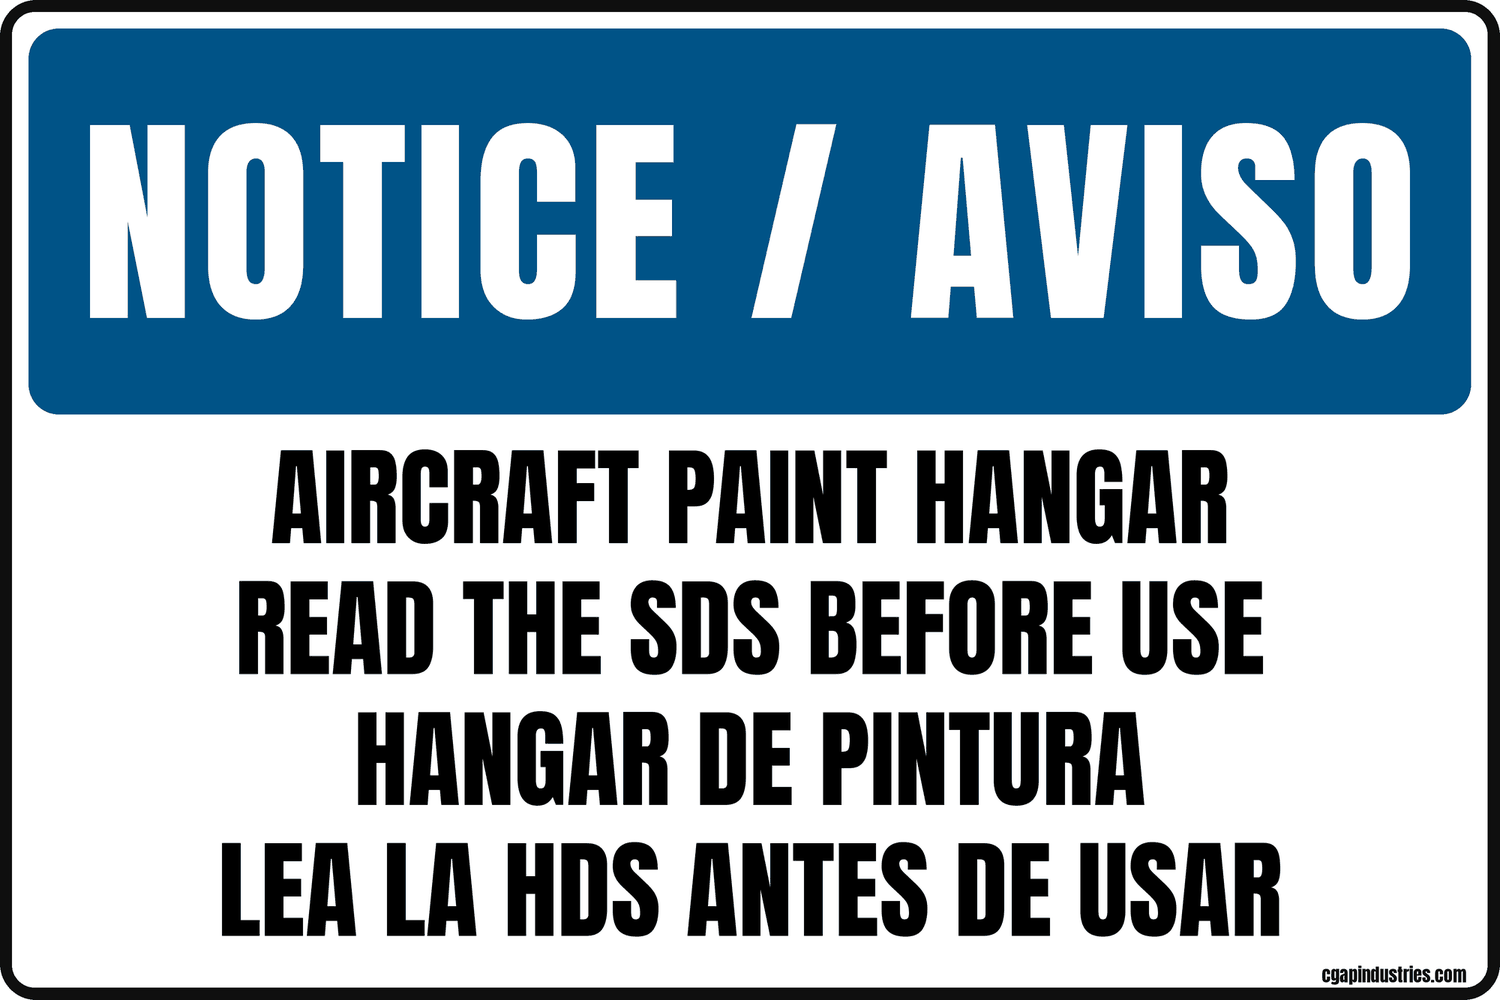 NOTICE / AVISO
AIRCRAFT PAINT HANGAR
READ THE SDS BEFORE USE
HANGAR DE PINTURA
LEA LA HDS ANTES DE USAR
cgapindustries.com